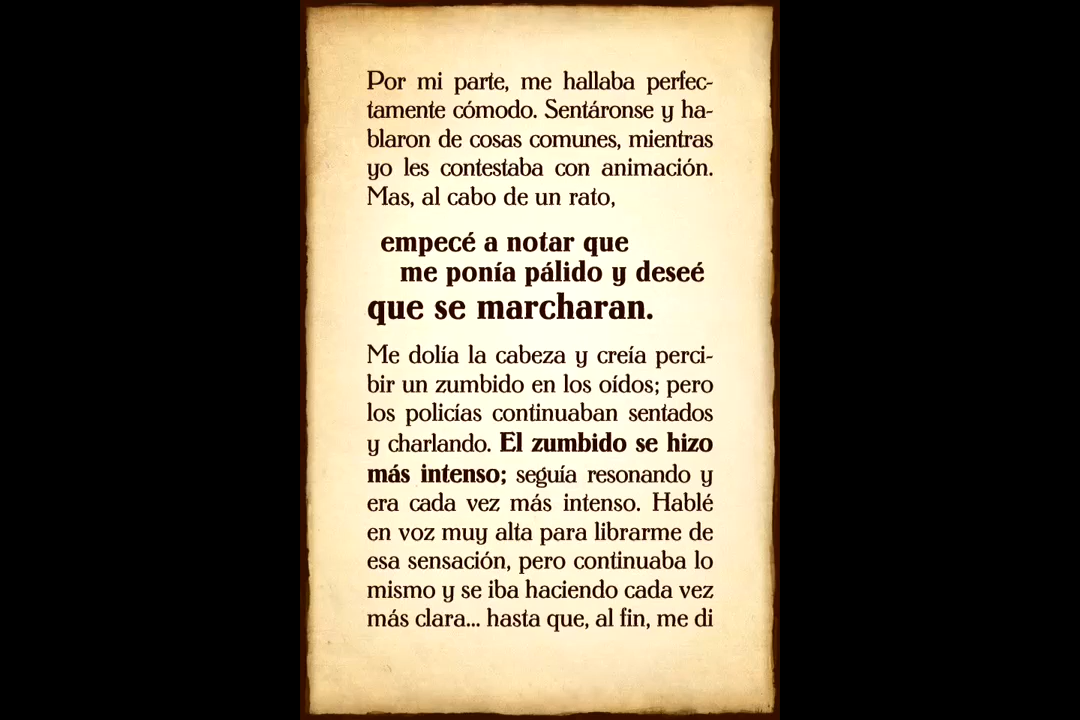 Por mi parte, me hallaba perfec-
tamente cómodo. Sentáronse y ha-
blaron de cosas comunes, mientras
yo les contestaba con animación.
Mas, al cabo de un rato,
empecé a notar que
me ponía pálido y deseé
que se marcharan.
Me dolía la cabeza y creía perci-
bir un zumbido en los oídos; pero
los policías continuaban sentados
y charlando. El zumbido se hizo
más intenso; seguía resonando y
era cada vez más intenso. Hablé
en voz muy alta para librarme de
esa sensación, pero continuaba lo
mismo y se iba haciendo cada vez
más clara... hasta que, al fin, me di